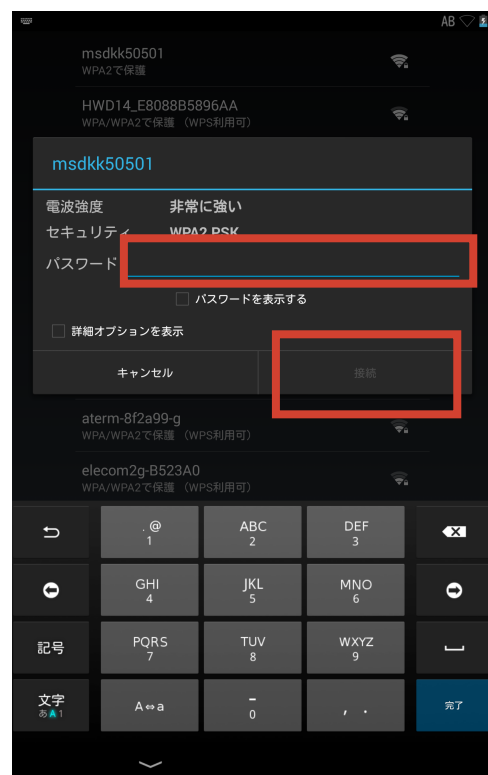 AB
msdkk50501
WPA2で保護
HWD14_E8088B5896AA
WPA/WPA2で保護 （WPS利用可）
msdkk50501
電波強度 非常に強い
セキュリティ WPA2 PSK
パスワード
パスワードを表示する
詳細オプションを表示
キャンセル 接続
aterm-8f2a99-g
WPA/WPA2で保護 （WPS利用可）
elecom2g-B523A0
WPA/WPA2で保護 （WPS利用可）
. @ ABC DEF
1 2 3
GHI JKL MNO
4 5 6
記号 PQRS TUV WXYZ
7 8 9
文字 A⇔a – , . 完了
あA1 0